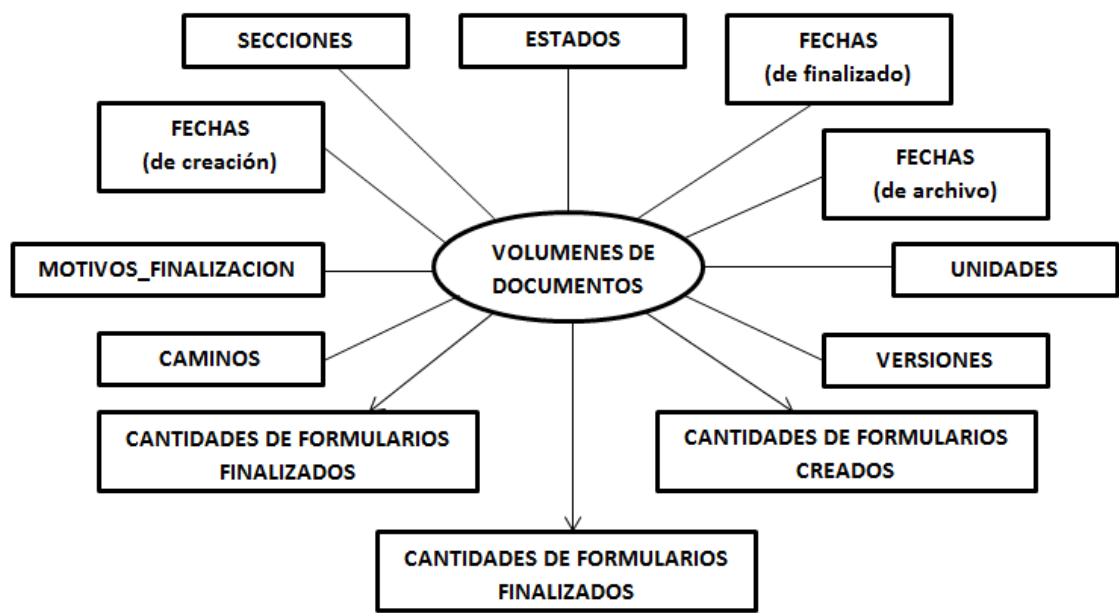 SECCIONES
ESTADOS
FECHAS
(de finalizado)
FECHAS
(de creación)
FECHAS
(de archivo)
MOTIVOS_FINALIZACION
VOLUMENES DE
DOCUMENTOS
UNIDADES
CAMINOS
VERSIONES
CANTIDADES DE FORMULARIOS
FINALIZADOS
CANTIDADES DE FORMULARIOS
CREADOS
CANTIDADES DE FORMULARIOS
FINALIZADOS